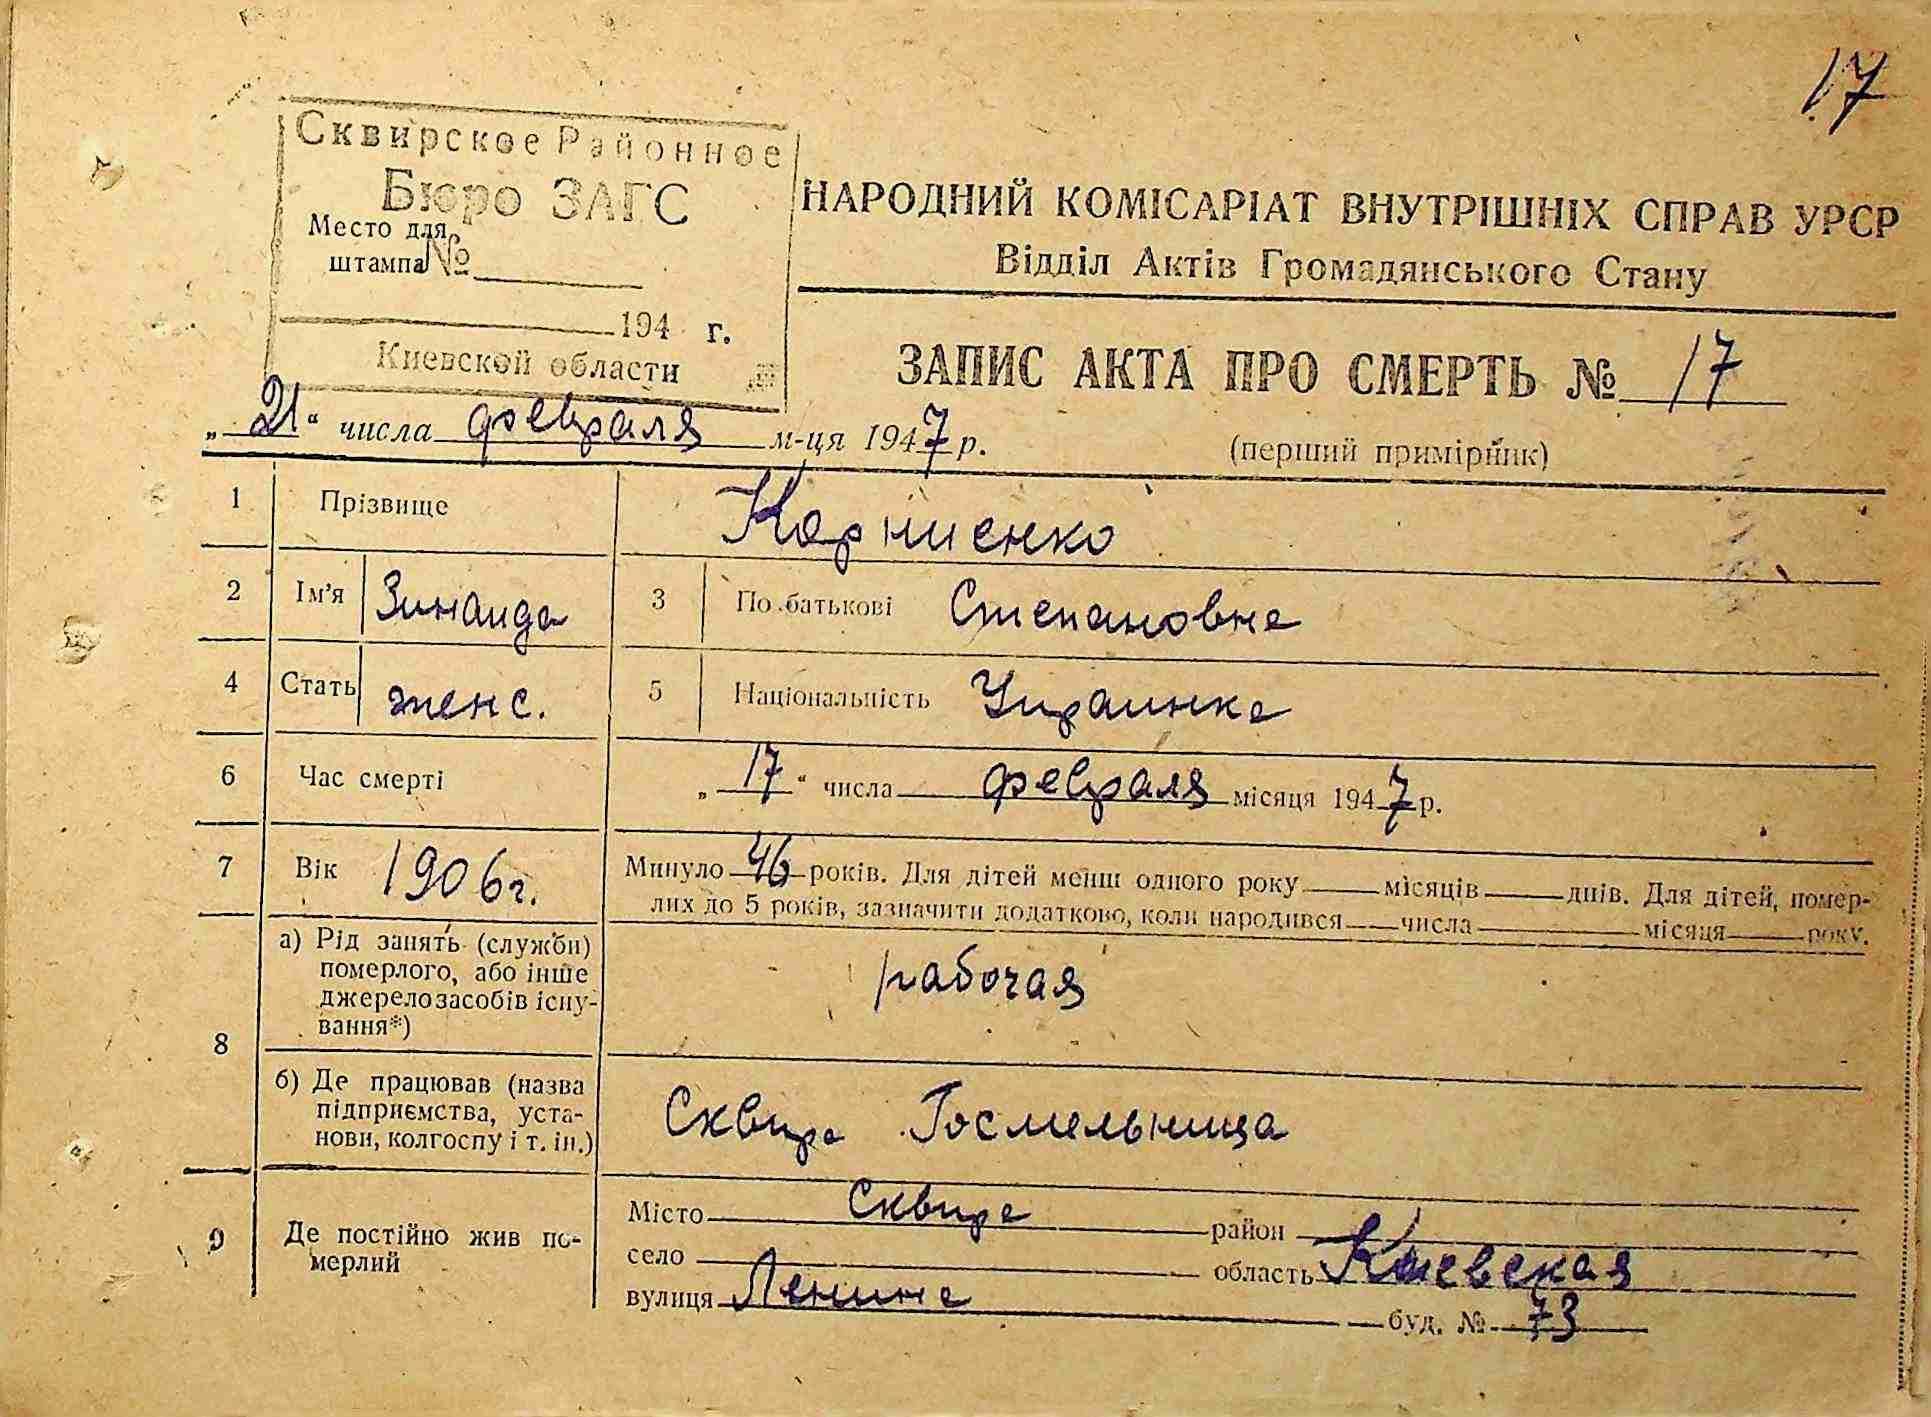 17
Сквирское Районное
Бюро ЗАГС
Место для
штампа №
194 г.
Киевской области
НАРОДНИЙ КОМІСАРІАТ ВНУТРІШНІХ СПРАВ УРСР
Відділ Актів Громадянського Стану
ЗАПИС АКТА ПРО СМЕРТЬ № 17
„21“ числа февраля м-ця 1947 р.
(перший примірник)
1 Прізвище Корниенко
2 Ім’я Зинаида 3 По батькові Степановна
4 Стать женс. 5 Національність Украинка
6 Час смерті „17“ числа февраля місяця 1947 р.
7 Вік 1906 г. Минуло 46 років. Для дітей менш одного року місяців днів. Для дітей, помер-
лих до 5 років, зазначити додатково, коли народився числа місяця року.
8 а) Рід занять (служби)
померлого, або інше
джерело засобів існу-
вання*)
рабочая
б) Де працював (назва
підприємства, уста-
нови, колгоспу і т. ін.)
Сквира Госмельница
9 Де постійно жив по-
мерлий
Місто Сквира район
село область Киевская
вулиця Ленина буд. № 73